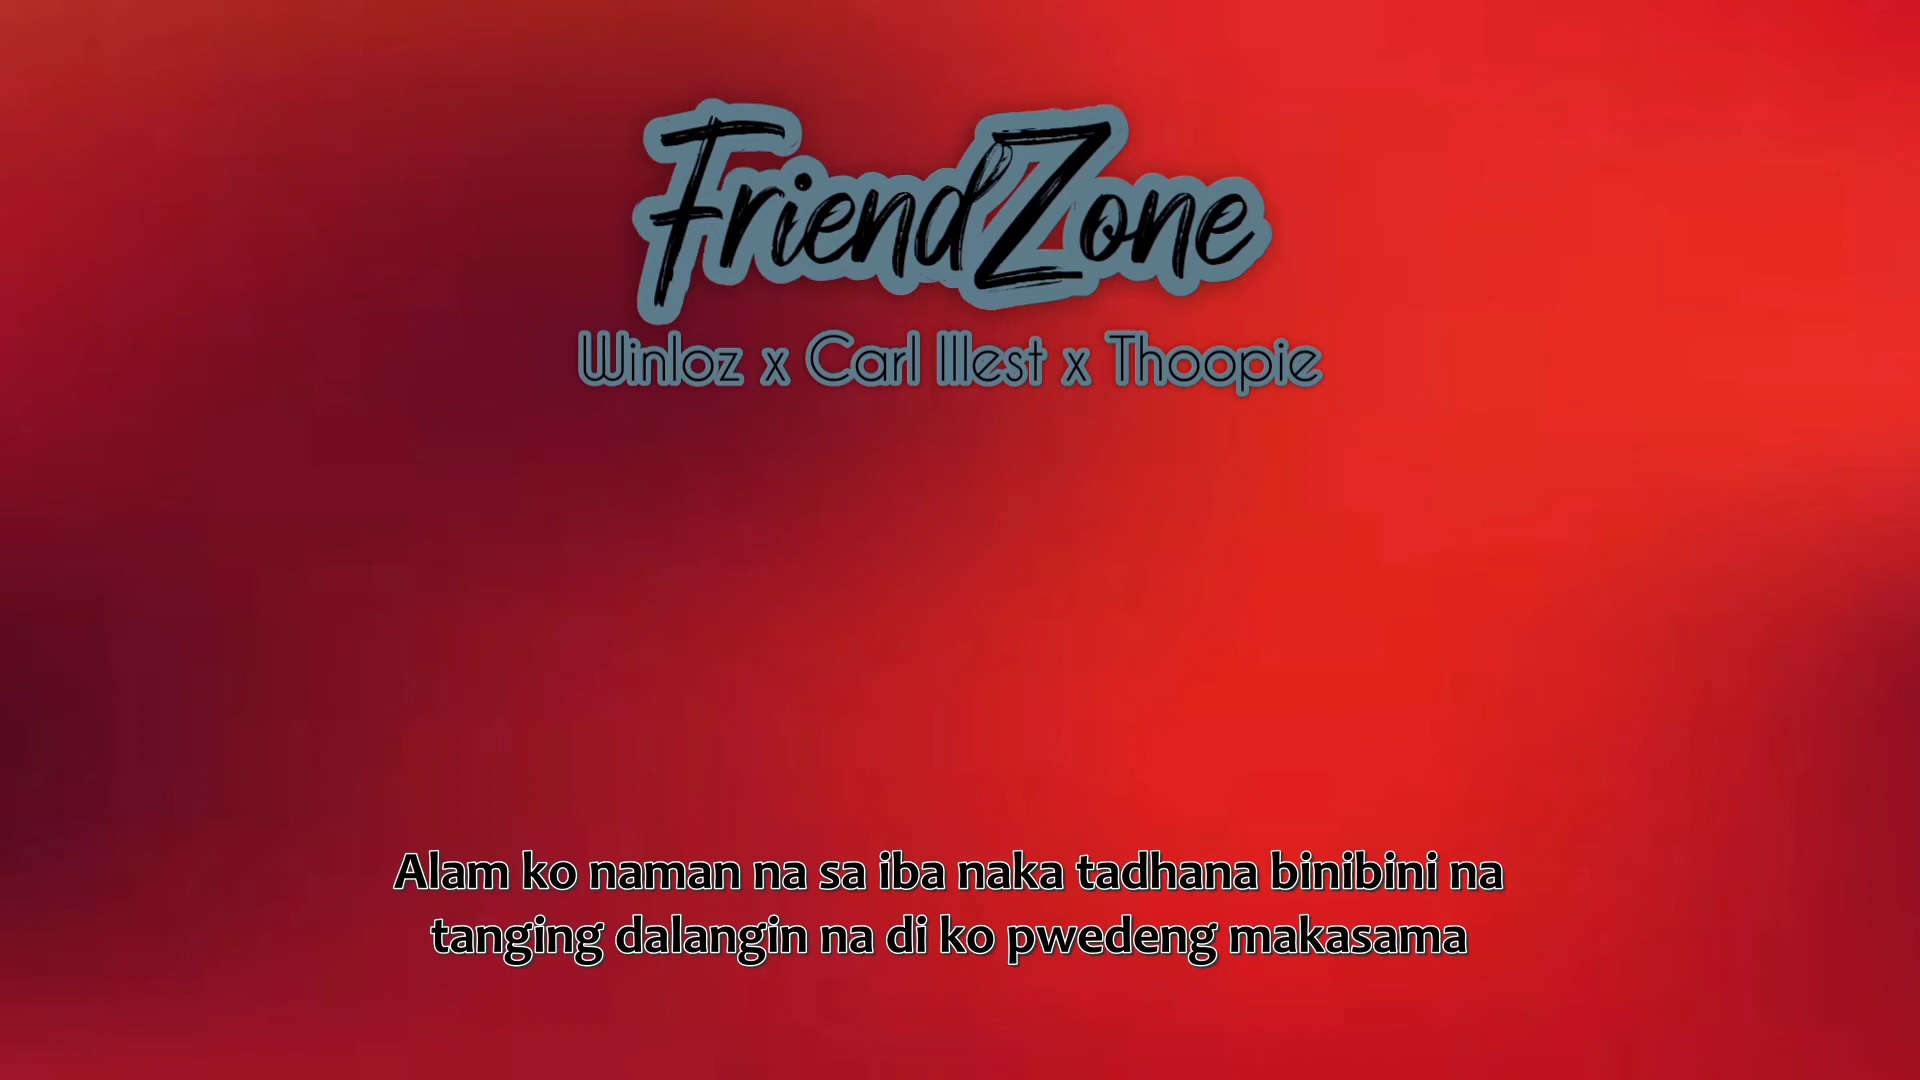 FriendZone
Winloz x Carl Illest x Thoopie
Alam ko naman na sa iba naka tadhana binibini na
tanging dalangin na di ko pwedeng makasama